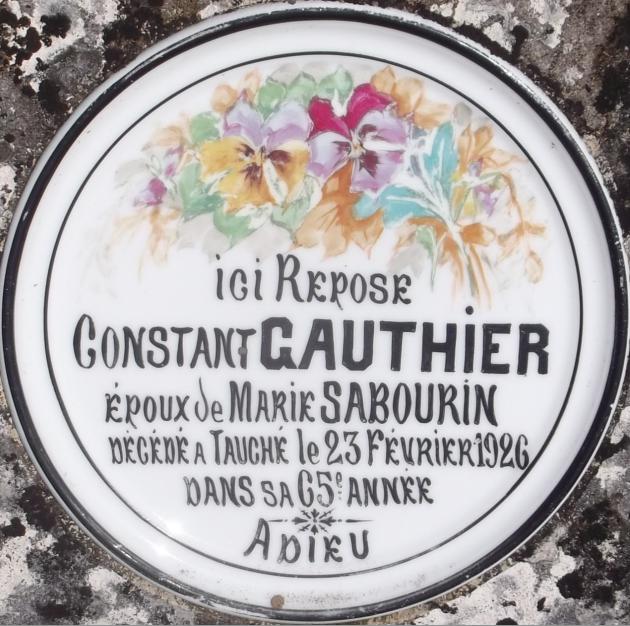 ici Repose
CONSTANT GAUTHiER
époux de MARiE SABOURiN
DÉCÉDÉ A TAUCHÉ le 23 FÉVRiER 1926
DANS SA 65e ANNÉE
ADiEU